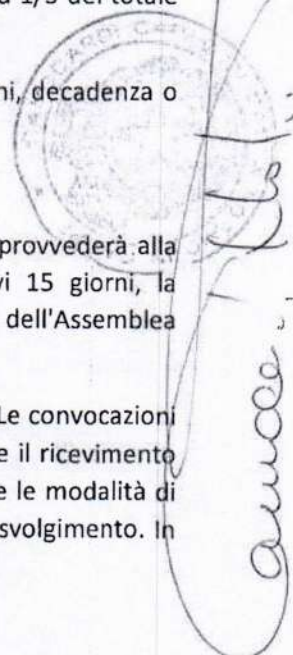 1/3 del totale
ni, decadenza o
provvederà alla
vi 15 giorni, la
dell'Assemblea
Le convocazioni
e il ricevimento
e le modalità di
svolgimento. In